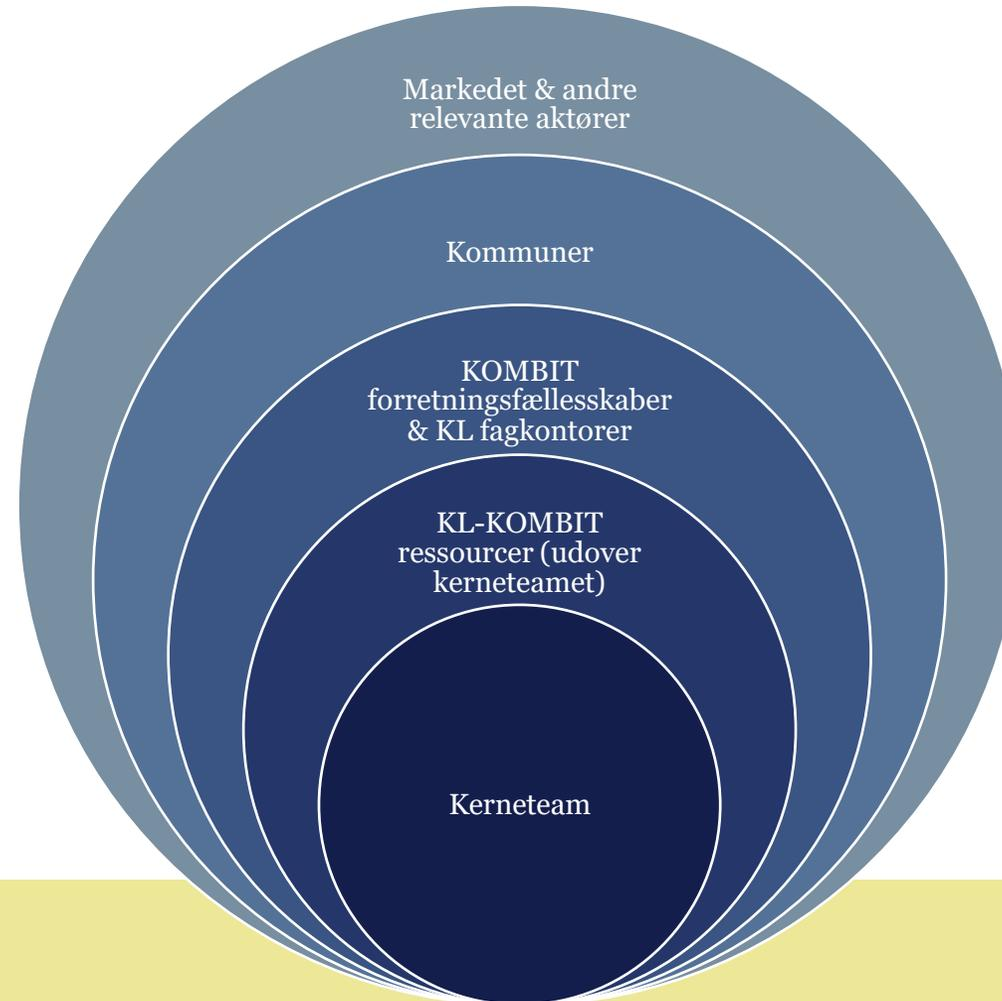 Markedet & andre
relevante aktører
Kommuner
KOMBIT
forretningsfællesskaber
& KL fagkontorer
KL-KOMBIT
ressourcer (udover
kerneteamet)
Kerneteam